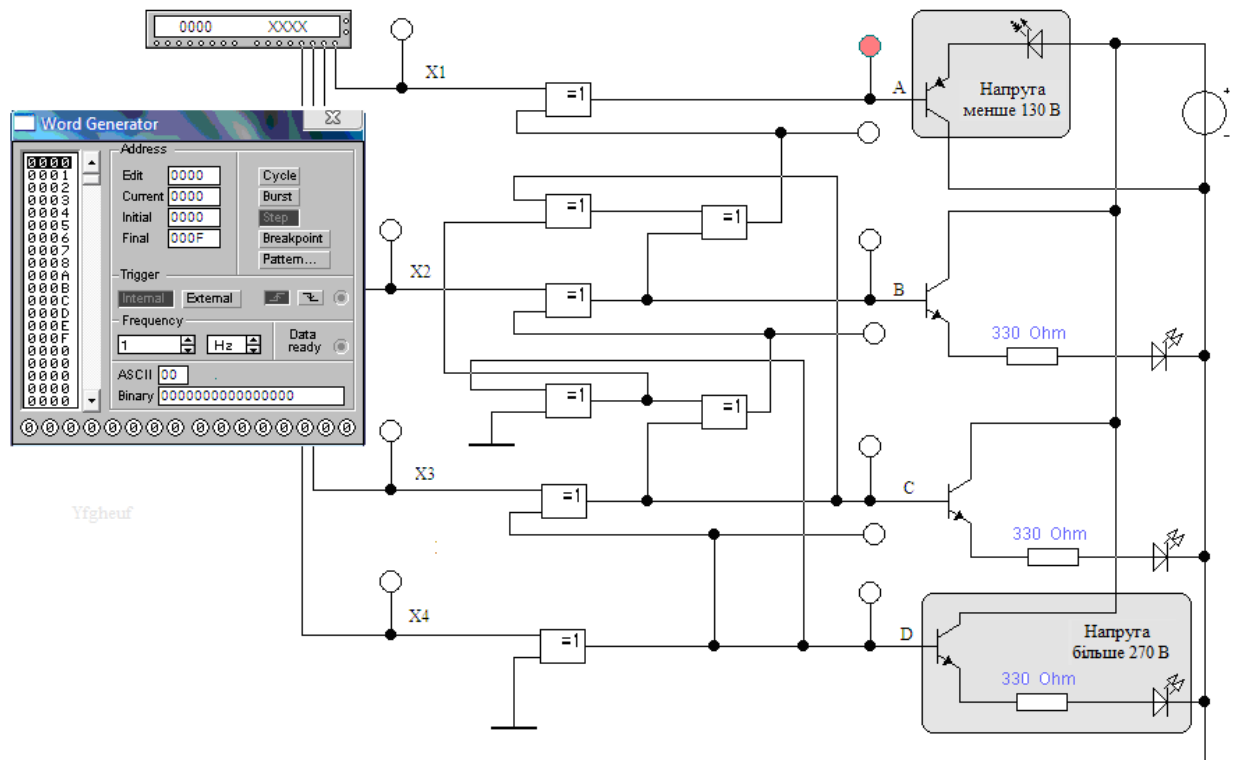 0000 XXXX
X1
=1
A
Напруга
менше 130 В
+
-
Word Generator
Address
Edit 0000
Current 0000
Initial 0000
Final 000F
Cycle
Burst
Step
Breakpoint
Pattern...
0000
0001
0002
0003
0004
0005
0006
0007
0008
000A
000B
000C
000D
000E
000F
0000
0000
0000
0000
0000
Trigger
Internal External
Frequency
1 Hz
Data
ready
ASCII 00 .
Binary 0000000000000000
=1
=1
X2
=1
B
330 Ohm
=1
=1
X3
=1
C
330 Ohm
Yfgheuf
X4
=1
D
Напруга
більше 270 В
330 Ohm